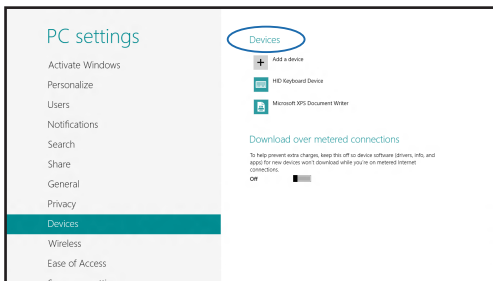 PC settings
Activate Windows
Personalize
Users
Notifications
Search
Share
General
Privacy
Devices
Wireless
Ease of Access
Devices
Add a device
HID Keyboard Device
Microsoft XPS Document Writer
Download over metered connections
To help prevent extra charges, keep this off so device software (drivers, info, and
apps) for new devices won't download while you're on metered Internet
connections.
Off